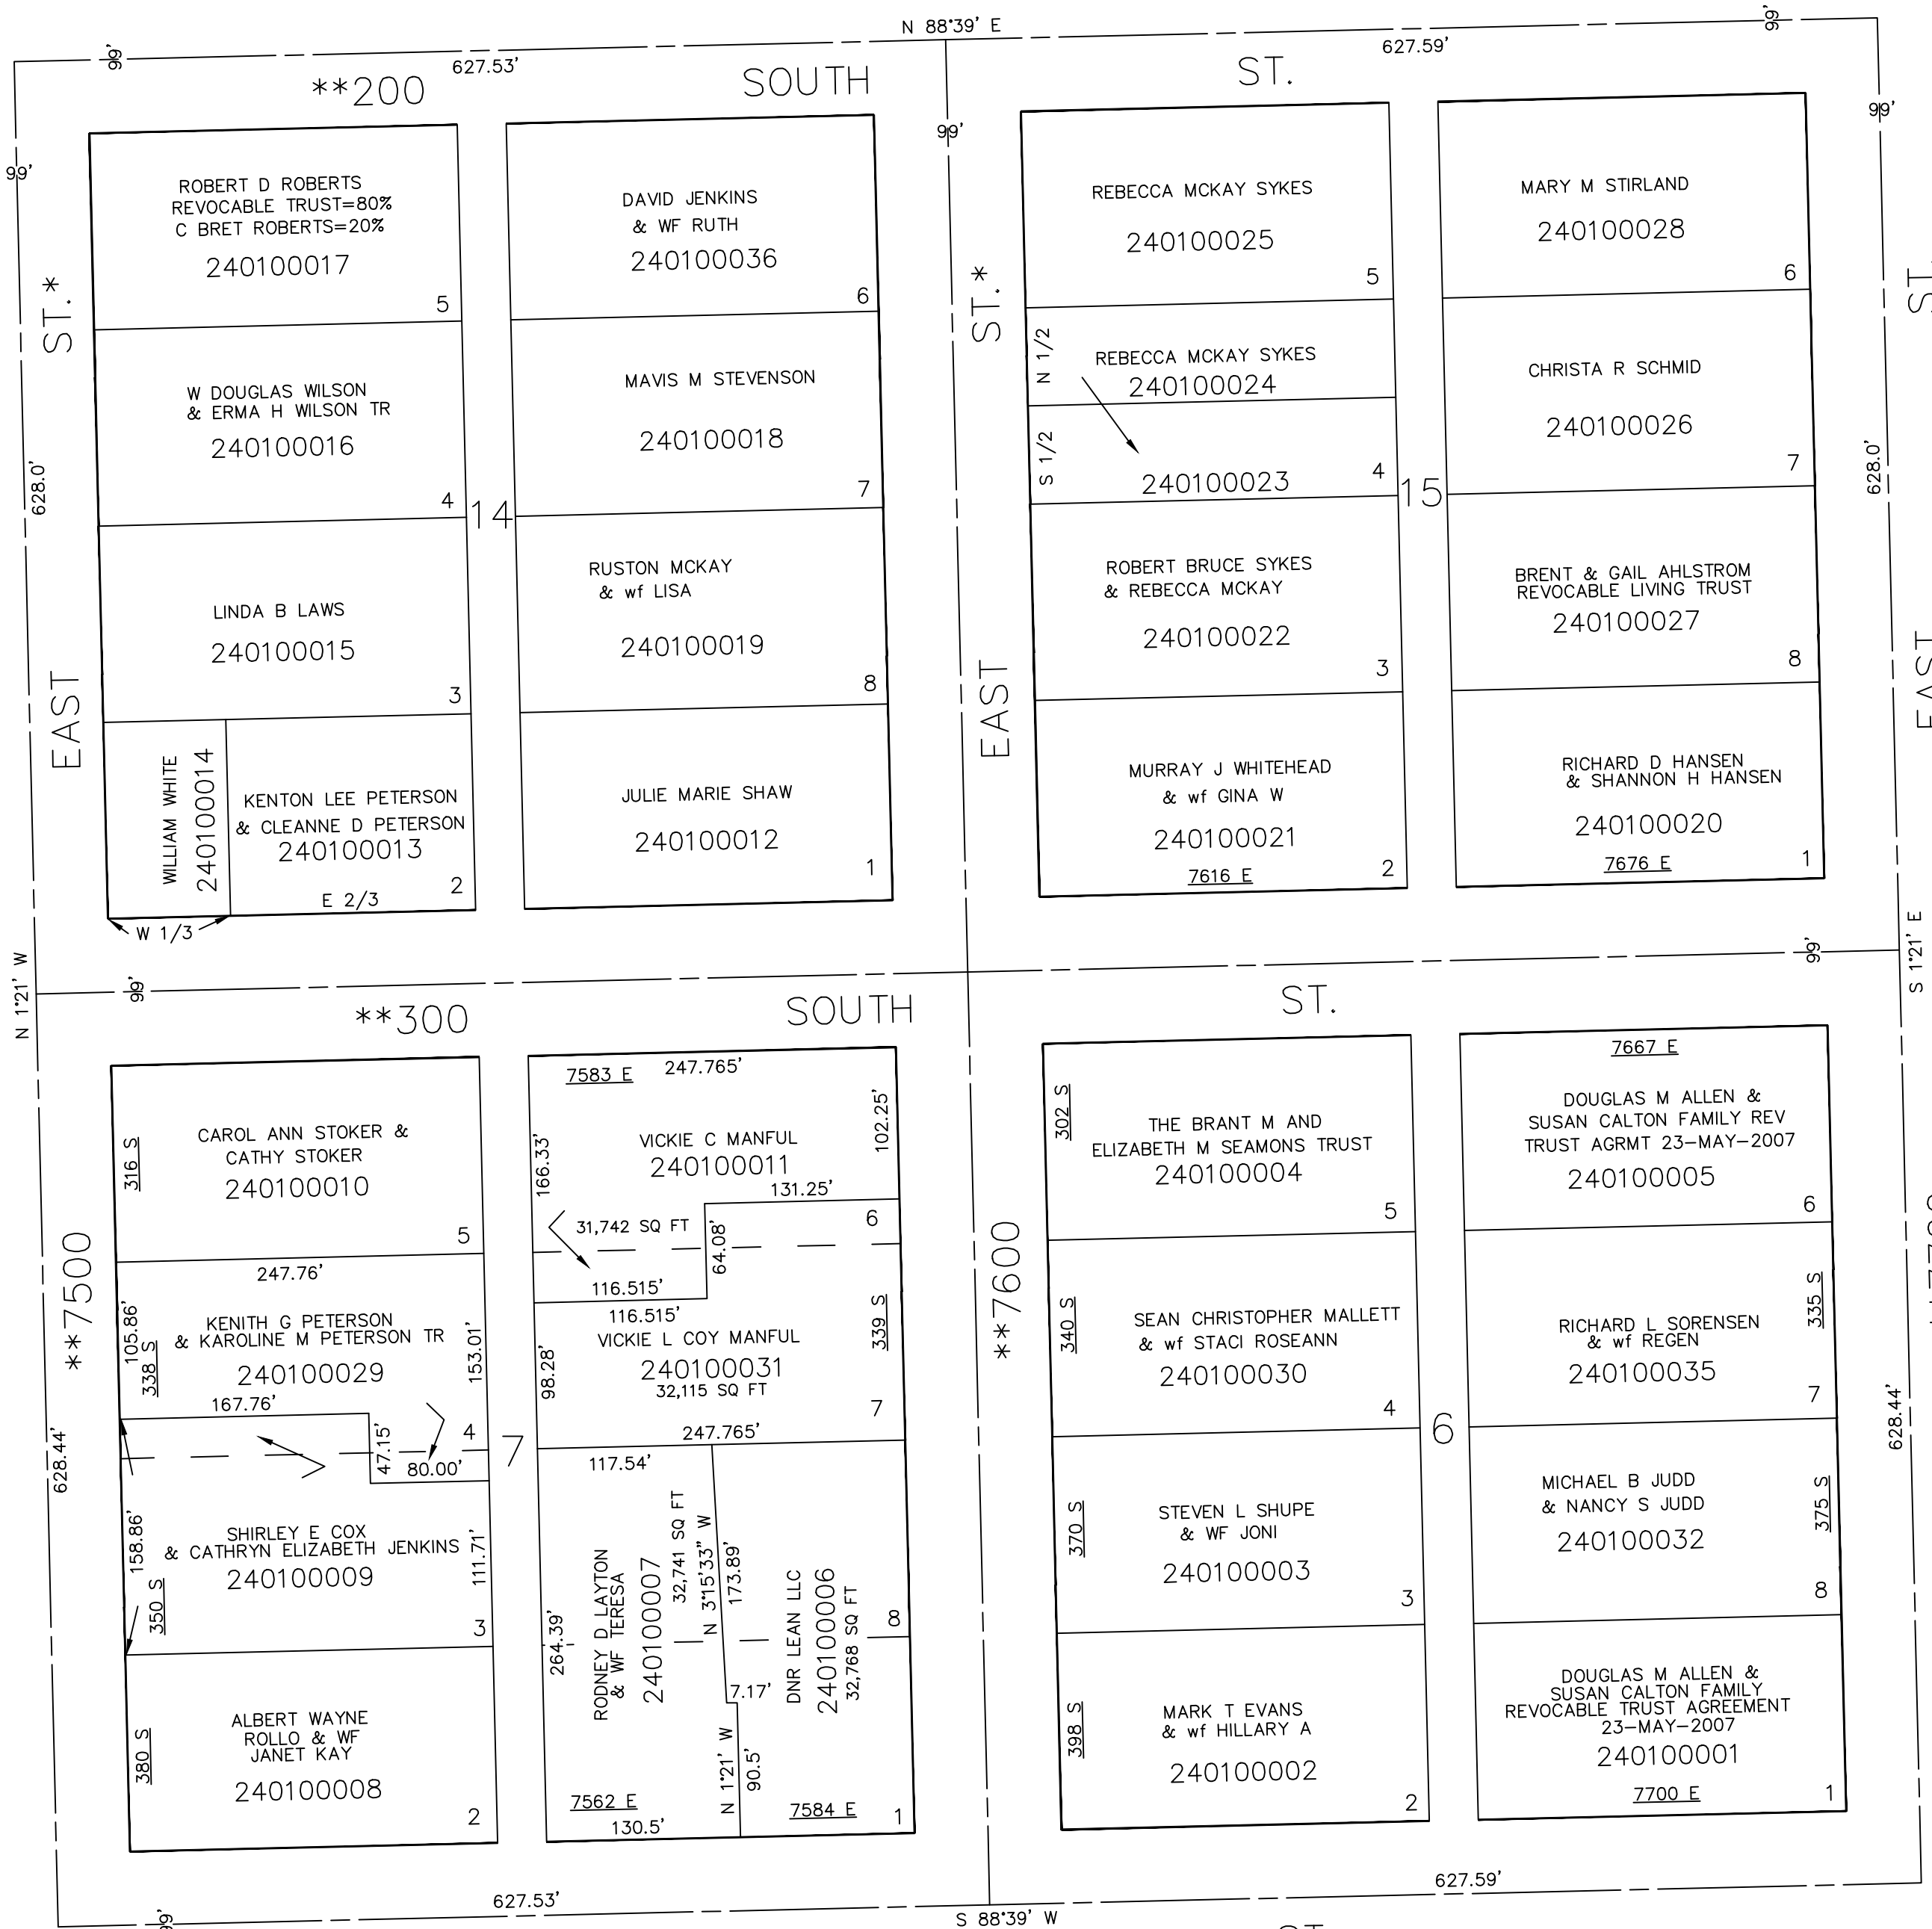 N 88°39' E
99'
627.53'
627.59'
99'
**200
SOUTH
ST.
99'
99'
99'
ROBERT D ROBERTS
REVOCABLE TRUST=80%
C BRET ROBERTS=20%
240100017
5
DAVID JENKINS
& WF RUTH
240100036
6
REBECCA MCKAY SYKES
240100025
5
MARY M STIRLAND
240100028
6
ST.*
ST.*
ST.
W DOUGLAS WILSON
& ERMA H WILSON TR
240100016
4
MAVIS M STEVENSON
240100018
7
N 1/2
REBECCA MCKAY SYKES
240100024
S 1/2
240100023
4
CHRISTA R SCHMID
240100026
7
628.0'
14
15
628.0'
LINDA B LAWS
240100015
3
RUSTON MCKAY
& wf LISA
240100019
8
ROBERT BRUCE SYKES
& REBECCA MCKAY
240100022
3
BRENT & GAIL AHLSTROM
REVOCABLE LIVING TRUST
240100027
8
EAST
EAST
EAST
WILLIAM WHITE
240100014
W 1/3
KENTON LEE PETERSON
& CLEANNE D PETERSON
240100013
E 2/3
2
JULIE MARIE SHAW
240100012
1
MURRAY J WHITEHEAD
& wf GINA W
240100021
7616 E
2
RICHARD D HANSEN
& SHANNON H HANSEN
240100020
7676 E
1
N 1°21' W
S 1°21' E
99'
99'
**300
SOUTH
ST.
316 S
CAROL ANN STOKER &
CATHY STOKER
240100010
5
7583 E
247.765'
166.33'
102.25'
VICKIE C MANFUL
240100011
131.25'
31,742 SQ FT
64.08'
6
116.515'
302 S
THE BRANT M AND
ELIZABETH M SEAMONS TRUST
240100004
5
7667 E
DOUGLAS M ALLEN &
SUSAN CALTON FAMILY REV
TRUST AGRMT 23-MAY-2007
240100005
6
**7500
**7600
247.76'
105.86'
338 S
KENITH G PETERSON
& KAROLINE M PETERSON TR
240100029
153.01'
167.76'
47.15'
80.00'
4
116.515'
98.28'
VICKIE L COY MANFUL
240100031
32,115 SQ FT
339 S
7
247.765'
340 S
SEAN CHRISTOPHER MALLETT
& wf STACI ROSEANN
240100030
4
RICHARD L SORENSEN
& wf REGEN
240100035
335 S
7
628.44'
7
6
628.44'
158.86'
350 S
SHIRLEY E COX
& CATHRYN ELIZABETH JENKINS
240100009
111.71'
3
117.54'
264.39'
RODNEY D LAYTON
& WF TERESA
240100007
32,741 SQ FT
N 3°15'33" W
173.89'
7.17'
N 1°21' W
90.5'
7562 E
130.5'
DNR LEAN LLC
240100006
32,768 SQ FT
8
7584 E
1
370 S
STEVEN L SHUPE
& WF JONI
240100003
3
MICHAEL B JUDD
& NANCY S JUDD
240100032
375 S
8
380 S
ALBERT WAYNE
ROLLO & WF
JANET KAY
240100008
2
398 S
MARK T EVANS
& wf HILLARY A
240100002
2
DOUGLAS M ALLEN &
SUSAN CALTON FAMILY
REVOCABLE TRUST AGREEMENT
23-MAY-2007
240100001
7700 E
1
99'
627.53'
627.59'
S 88°39' W